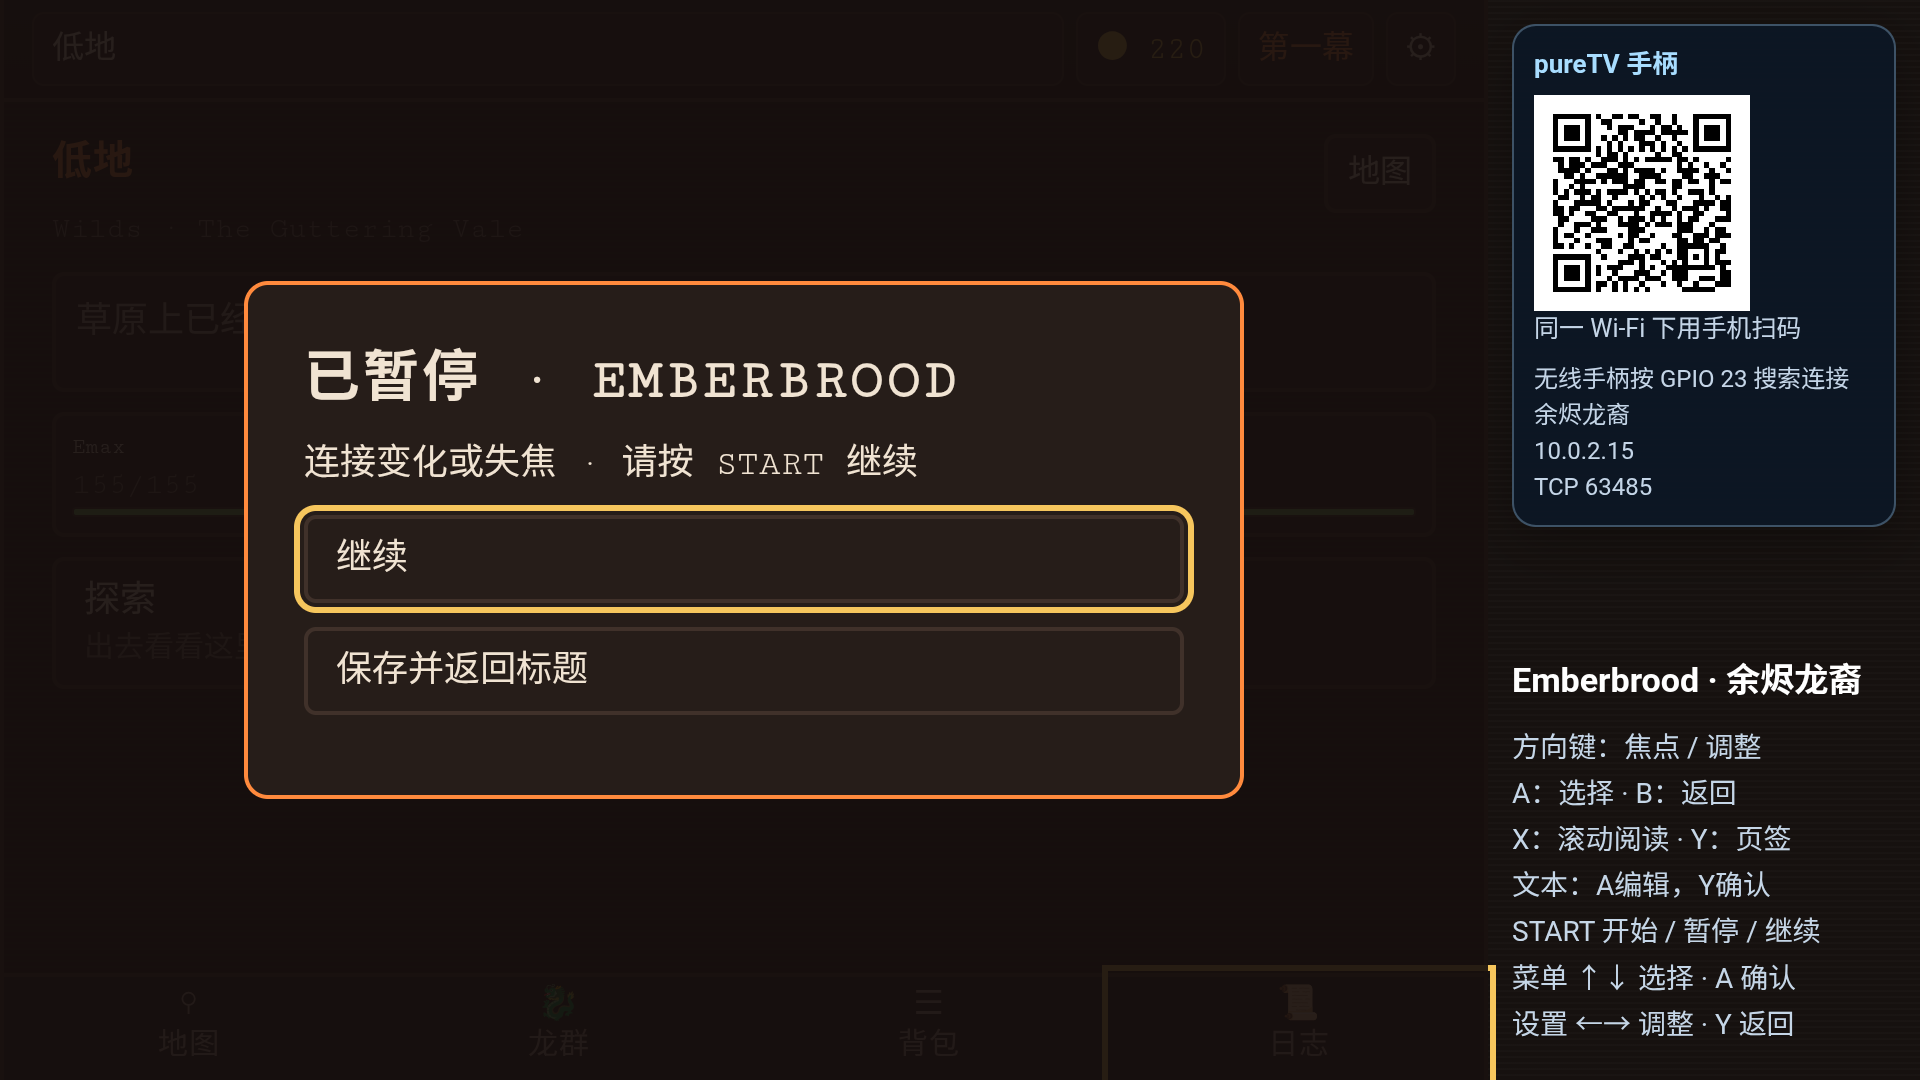 低地
220
第一幕
低地
地图
Wilds · The Guttering Vale
草原上已经
Emax
155/155
探索
出去看看这
已暂停 · EMBERBROOD
连接变化或失焦 · 请按 START 继续
继续
保存并返回标题
地图
龙群
背包
日志
pureTV 手柄
同一 Wi-Fi 下用手机扫码
无线手柄按 GPIO 23 搜索连接
余烬龙裔
10.0.2.15
TCP 63485
Emberbrood · 余烬龙裔
方向键：焦点 / 调整
A：选择 · B：返回
X：滚动阅读 · Y：页签
文本：A编辑，Y确认
START 开始 / 暂停 / 继续
菜单 ↑↓ 选择 · A 确认
设置 ←→ 调整 · Y 返回